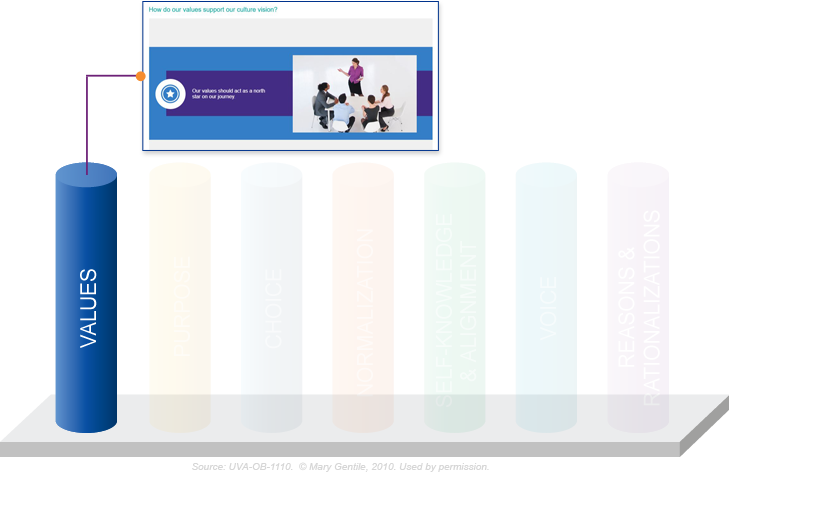 How do our values support our culture vision?
Our values should act as a north
star on our journey
VALUES
PURPOSE
CHOICE
NORMALIZATION
SELF-KNOWLEDGE
& ALIGNMENT
VOICE
REASONS &
RATIONALIZATIONS
Source: UVA-OB-1110. © Mary Gentile, 2010. Used by permission.